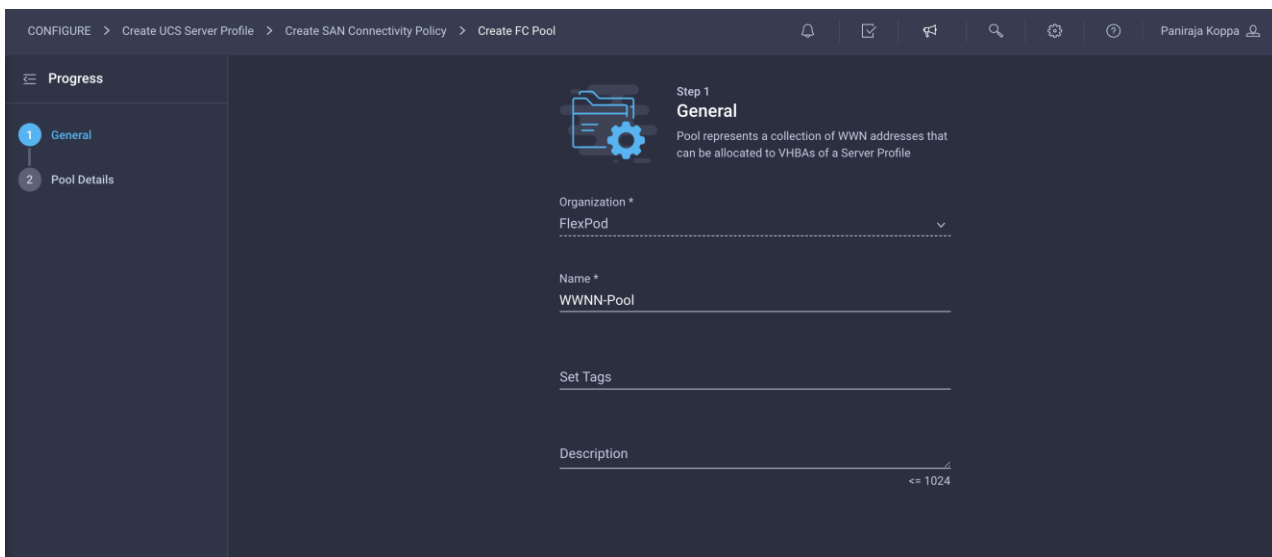 CONFIGURE > Create UCS Server Profile > Create SAN Connectivity Policy > Create FC Pool
Paniraja Koppa
Progress
1 General
2 Pool Details
Step 1
General
Pool represents a collection of WWN addresses that
can be allocated to VHBAs of a Server Profile
Organization *
FlexPod
Name *
WWNN-Pool
Set Tags
Description
<= 1024